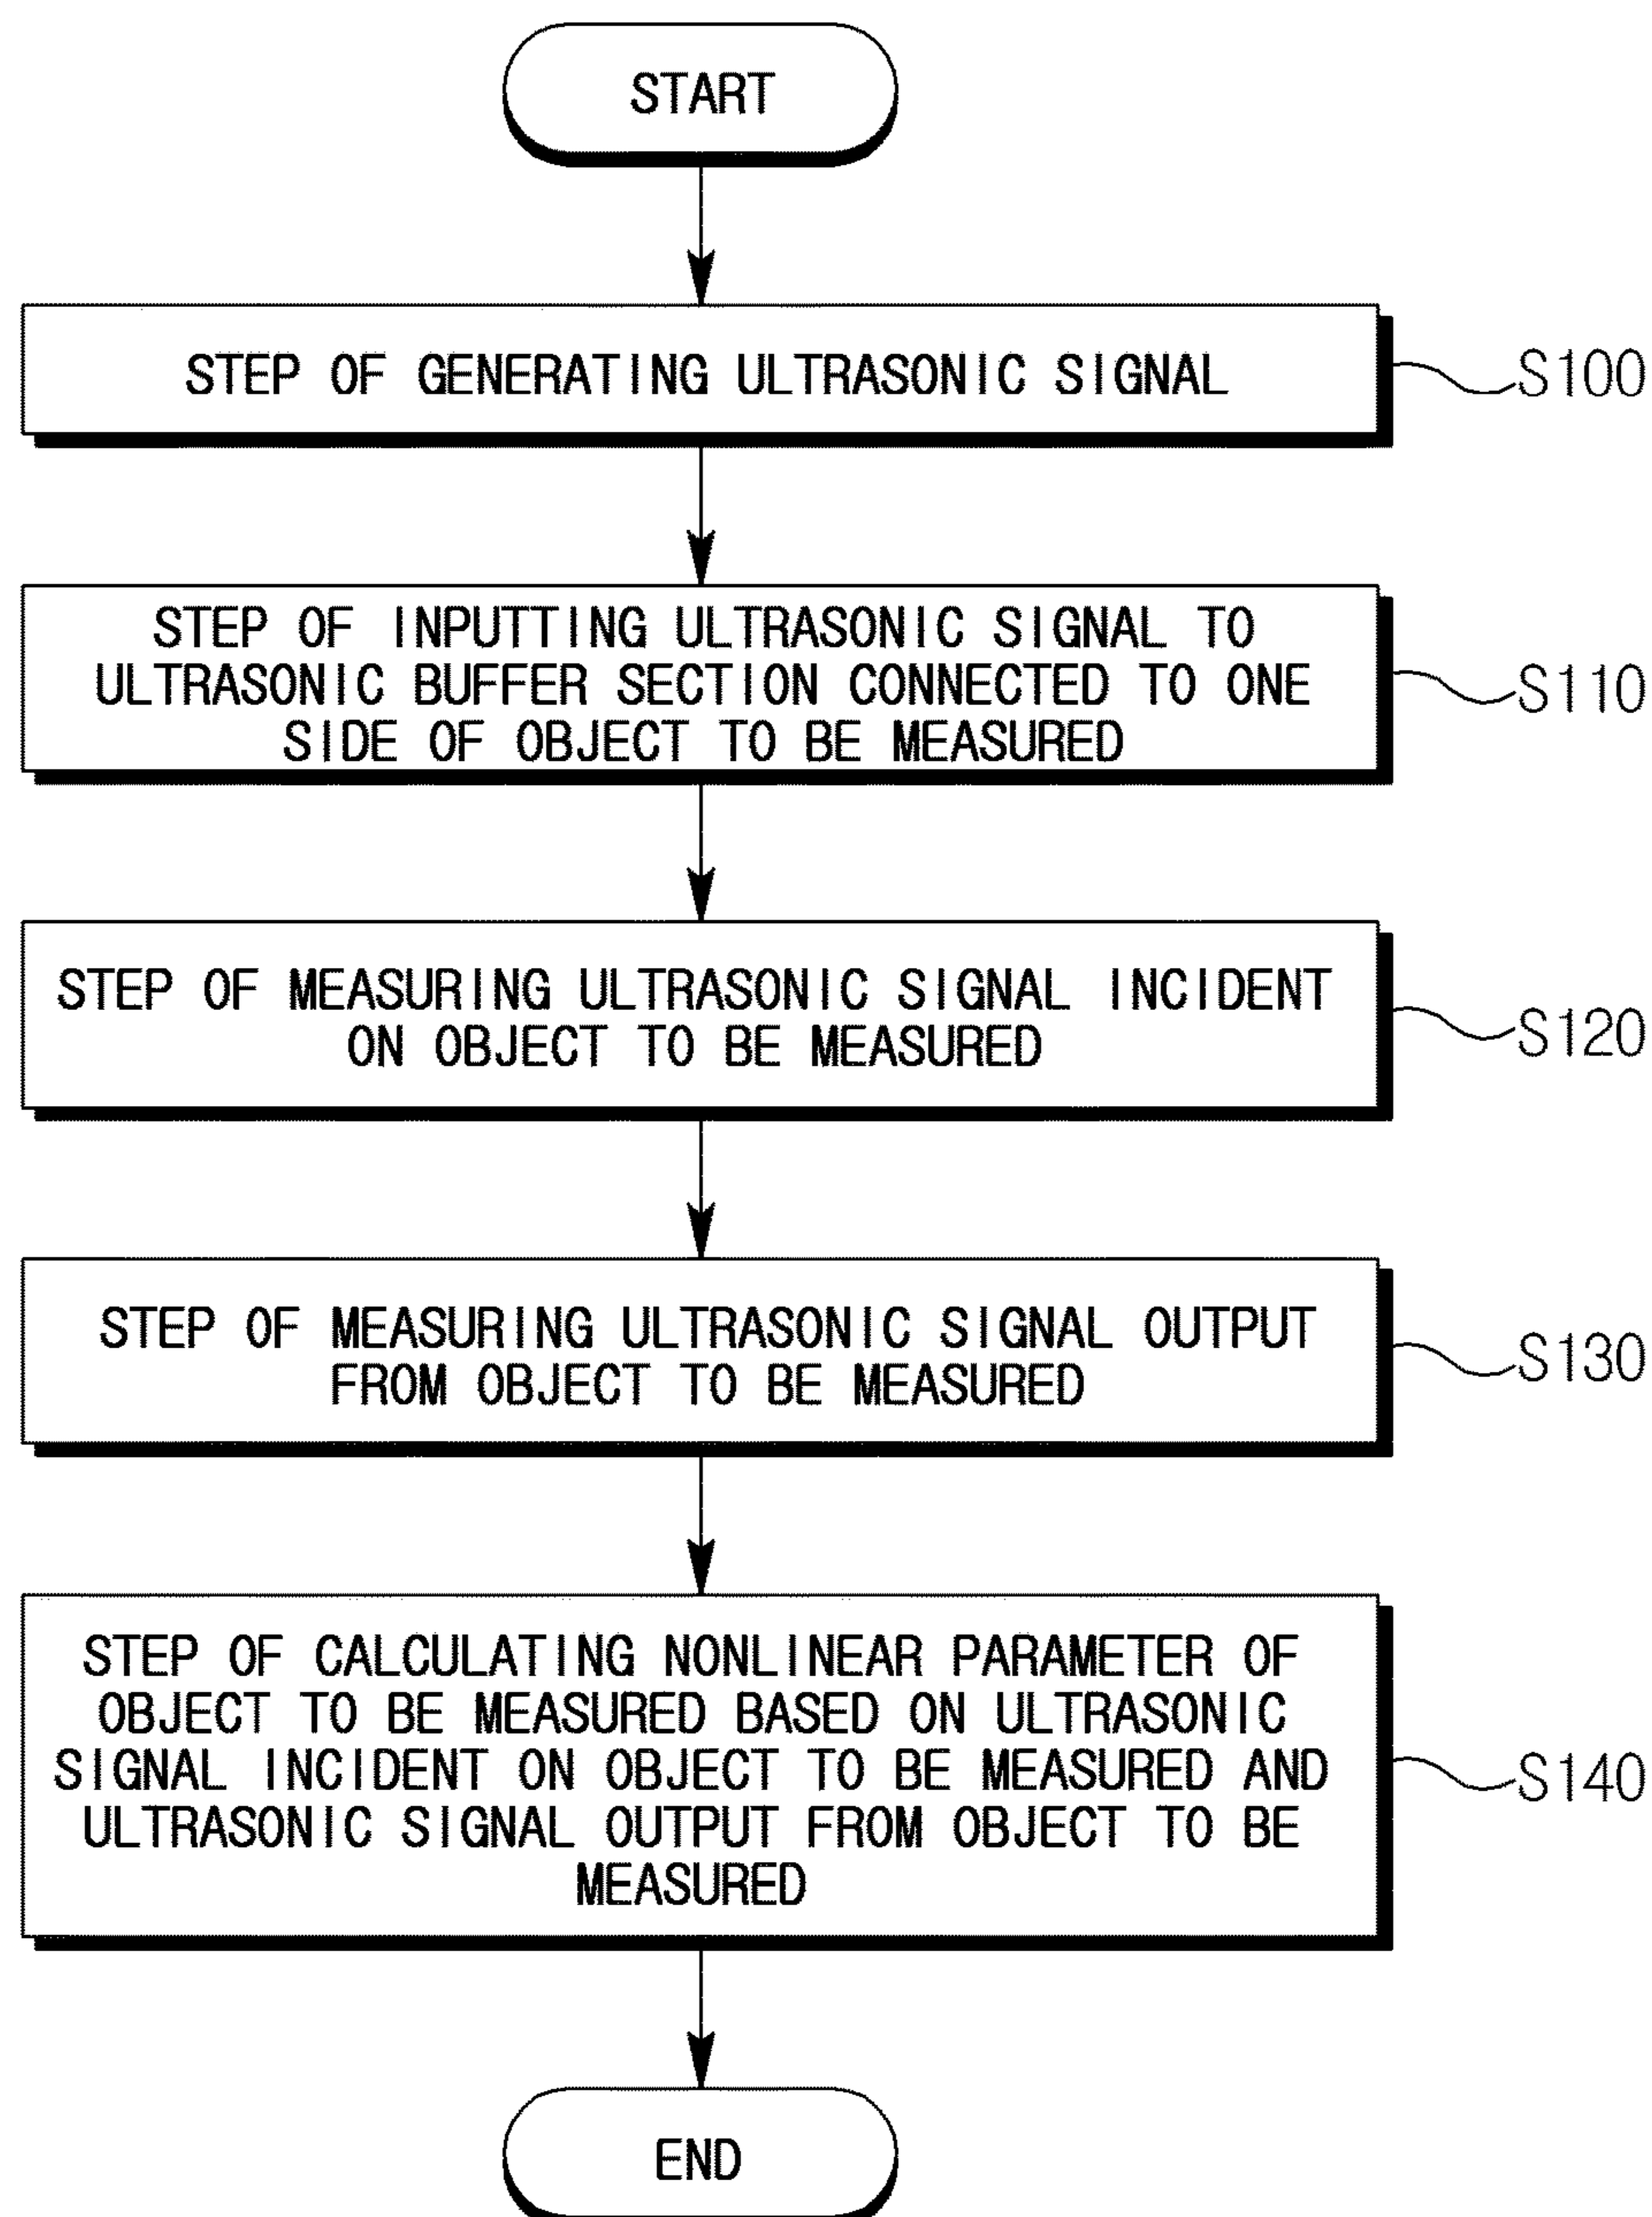 START
STEP OF GENERATING ULTRASONIC SIGNAL
S100
STEP OF INPUTTING ULTRASONIC SIGNAL TO
ULTRASONIC BUFFER SECTION CONNECTED TO ONE
SIDE OF OBJECT TO BE MEASURED
S110
STEP OF MEASURING ULTRASONIC SIGNAL INCIDENT
ON OBJECT TO BE MEASURED
S120
STEP OF MEASURING ULTRASONIC SIGNAL OUTPUT
FROM OBJECT TO BE MEASURED
S130
STEP OF CALCULATING NONLINEAR PARAMETER OF
OBJECT TO BE MEASURED BASED ON ULTRASONIC
SIGNAL INCIDENT ON OBJECT TO BE MEASURED AND
ULTRASONIC SIGNAL OUTPUT FROM OBJECT TO BE
MEASURED
S140
END